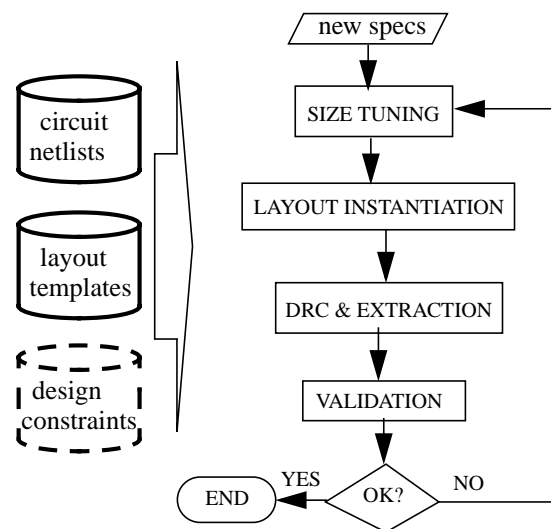 new specs
circuit
netlists
layout
templates
design
constraints
SIZE TUNING
LAYOUT INSTANTIATION
DRC & EXTRACTION
VALIDATION
OK?
YES
NO
END